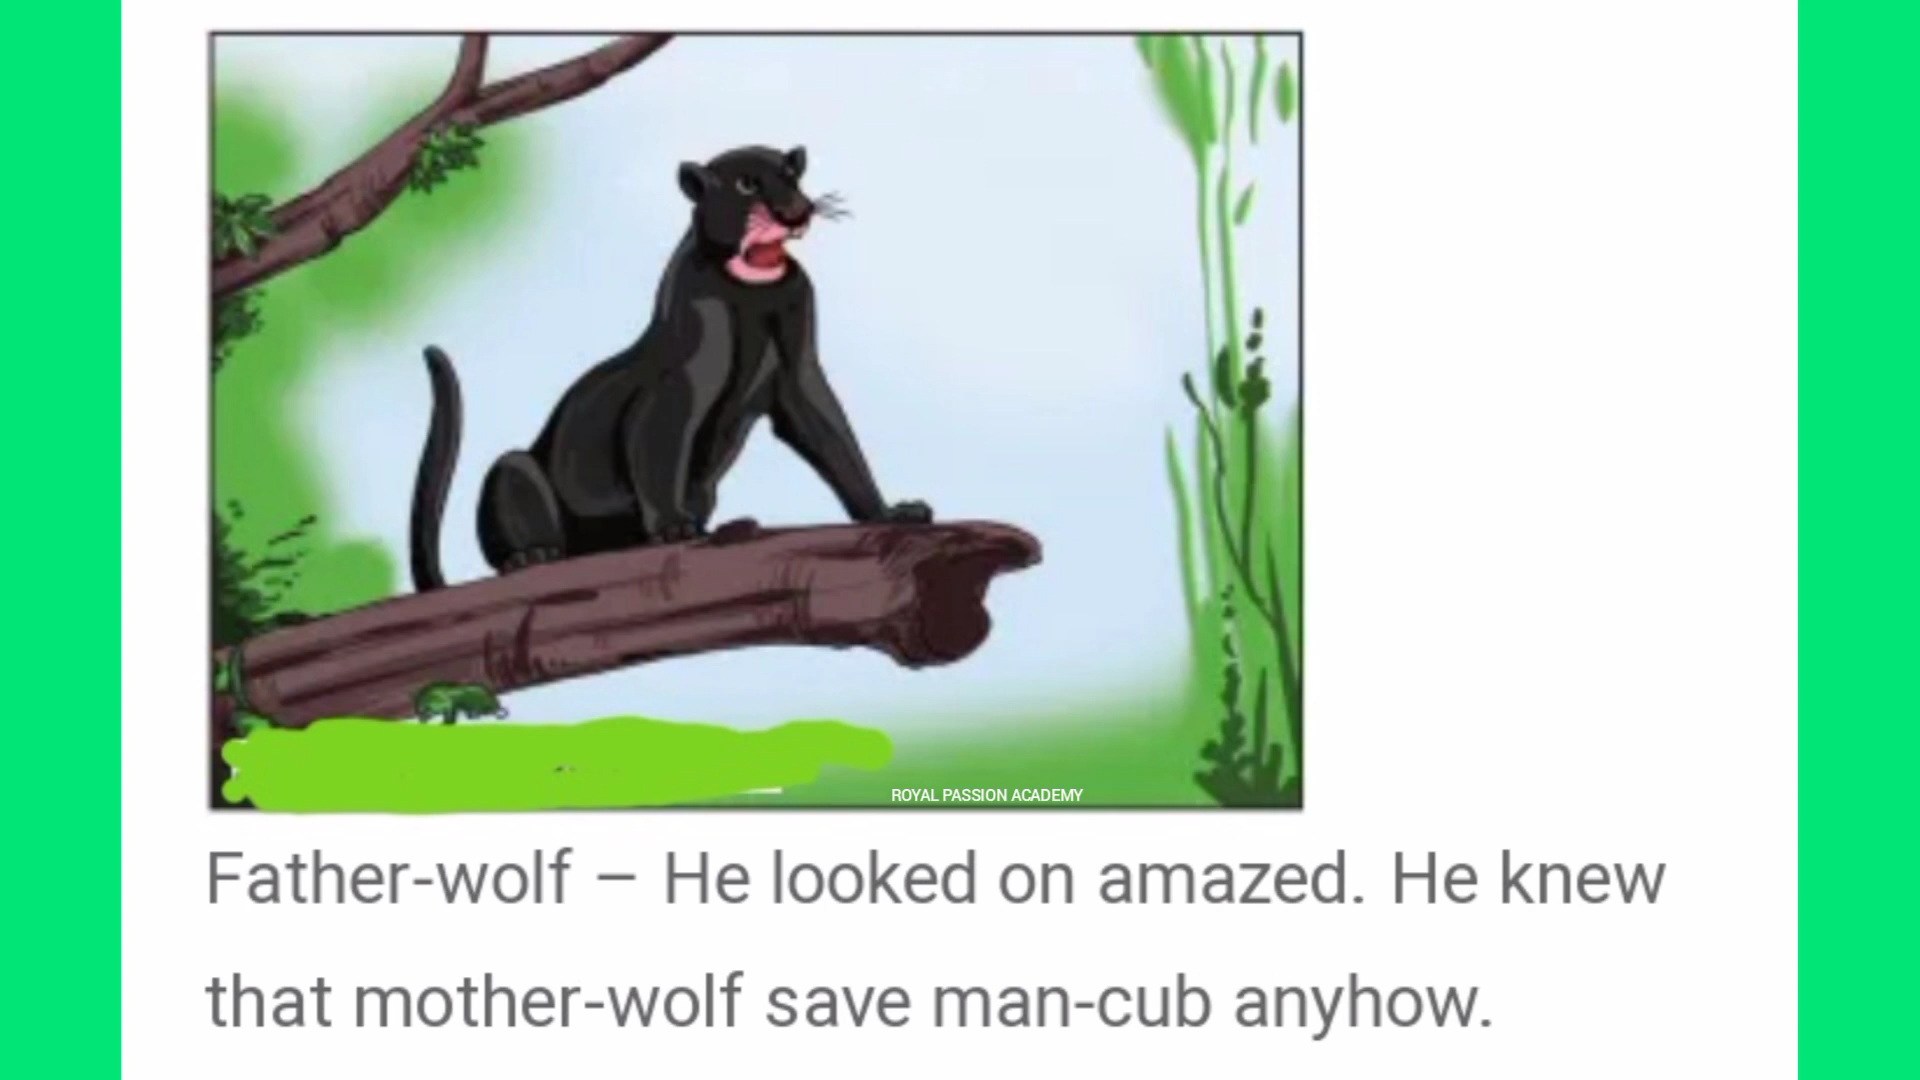 ROYAL PASSION ACADEMY
Father-wolf – He looked on amazed. He knew
that mother-wolf save man-cub anyhow.